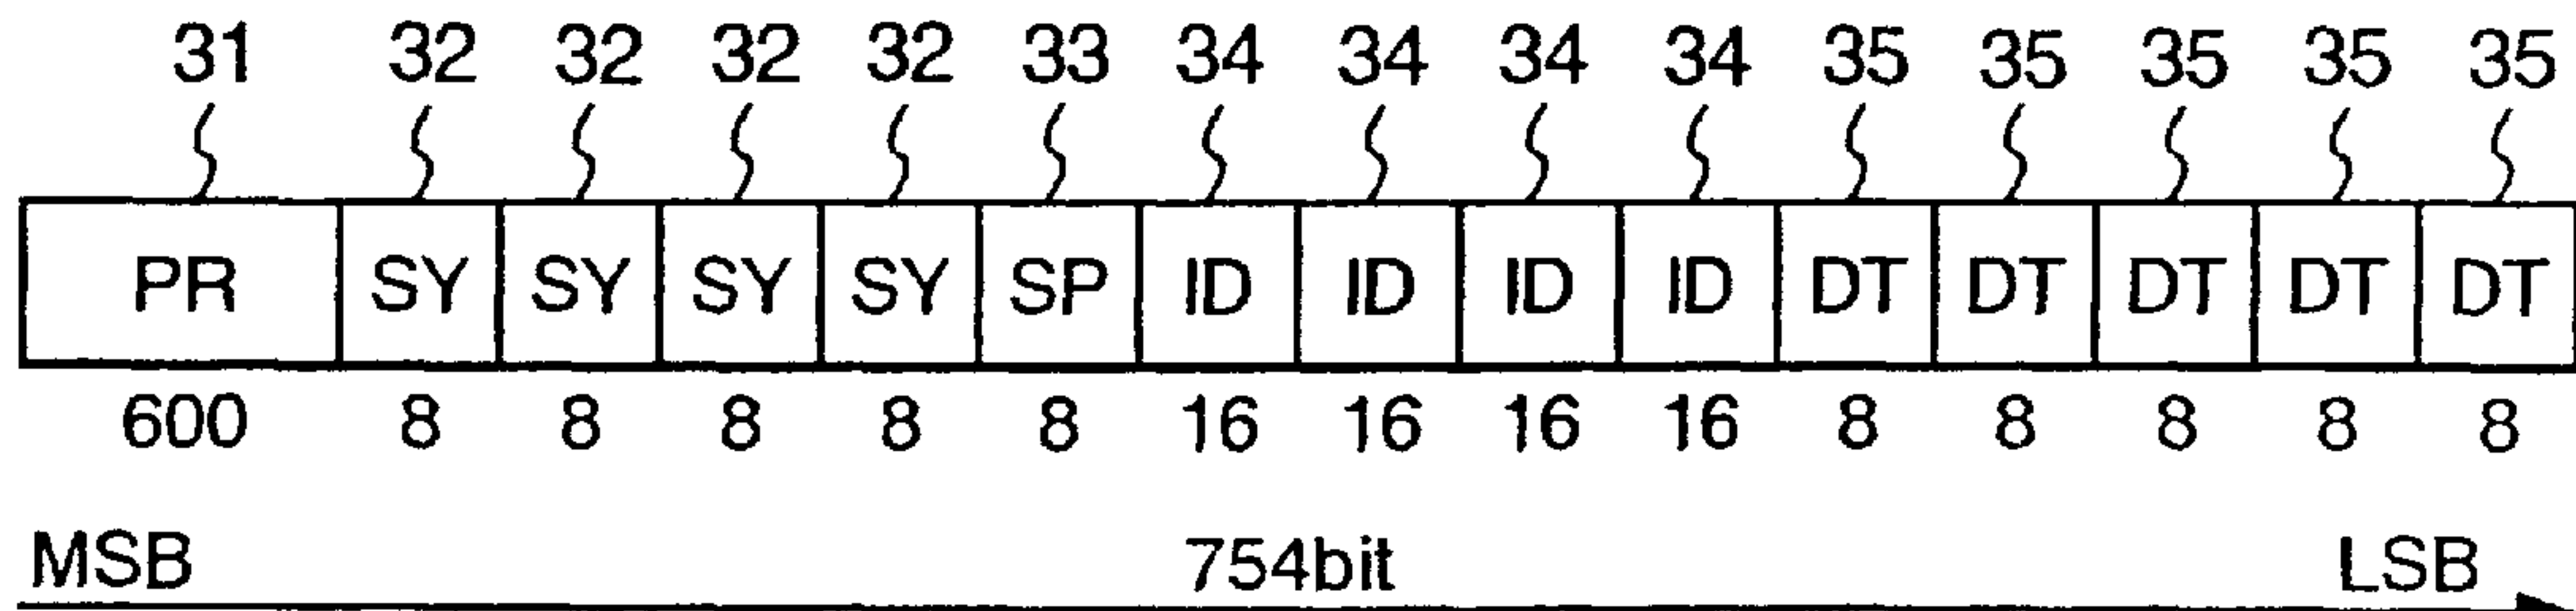 31 32 32 32 32 33 34 34 34 34 35 35 35 35 35
PR SY SY SY SY SP ID ID ID ID DT DT DT DT DT
600 8 8 8 8 8 16 16 16 16 8 8 8 8 8
MSB 754bit LSB